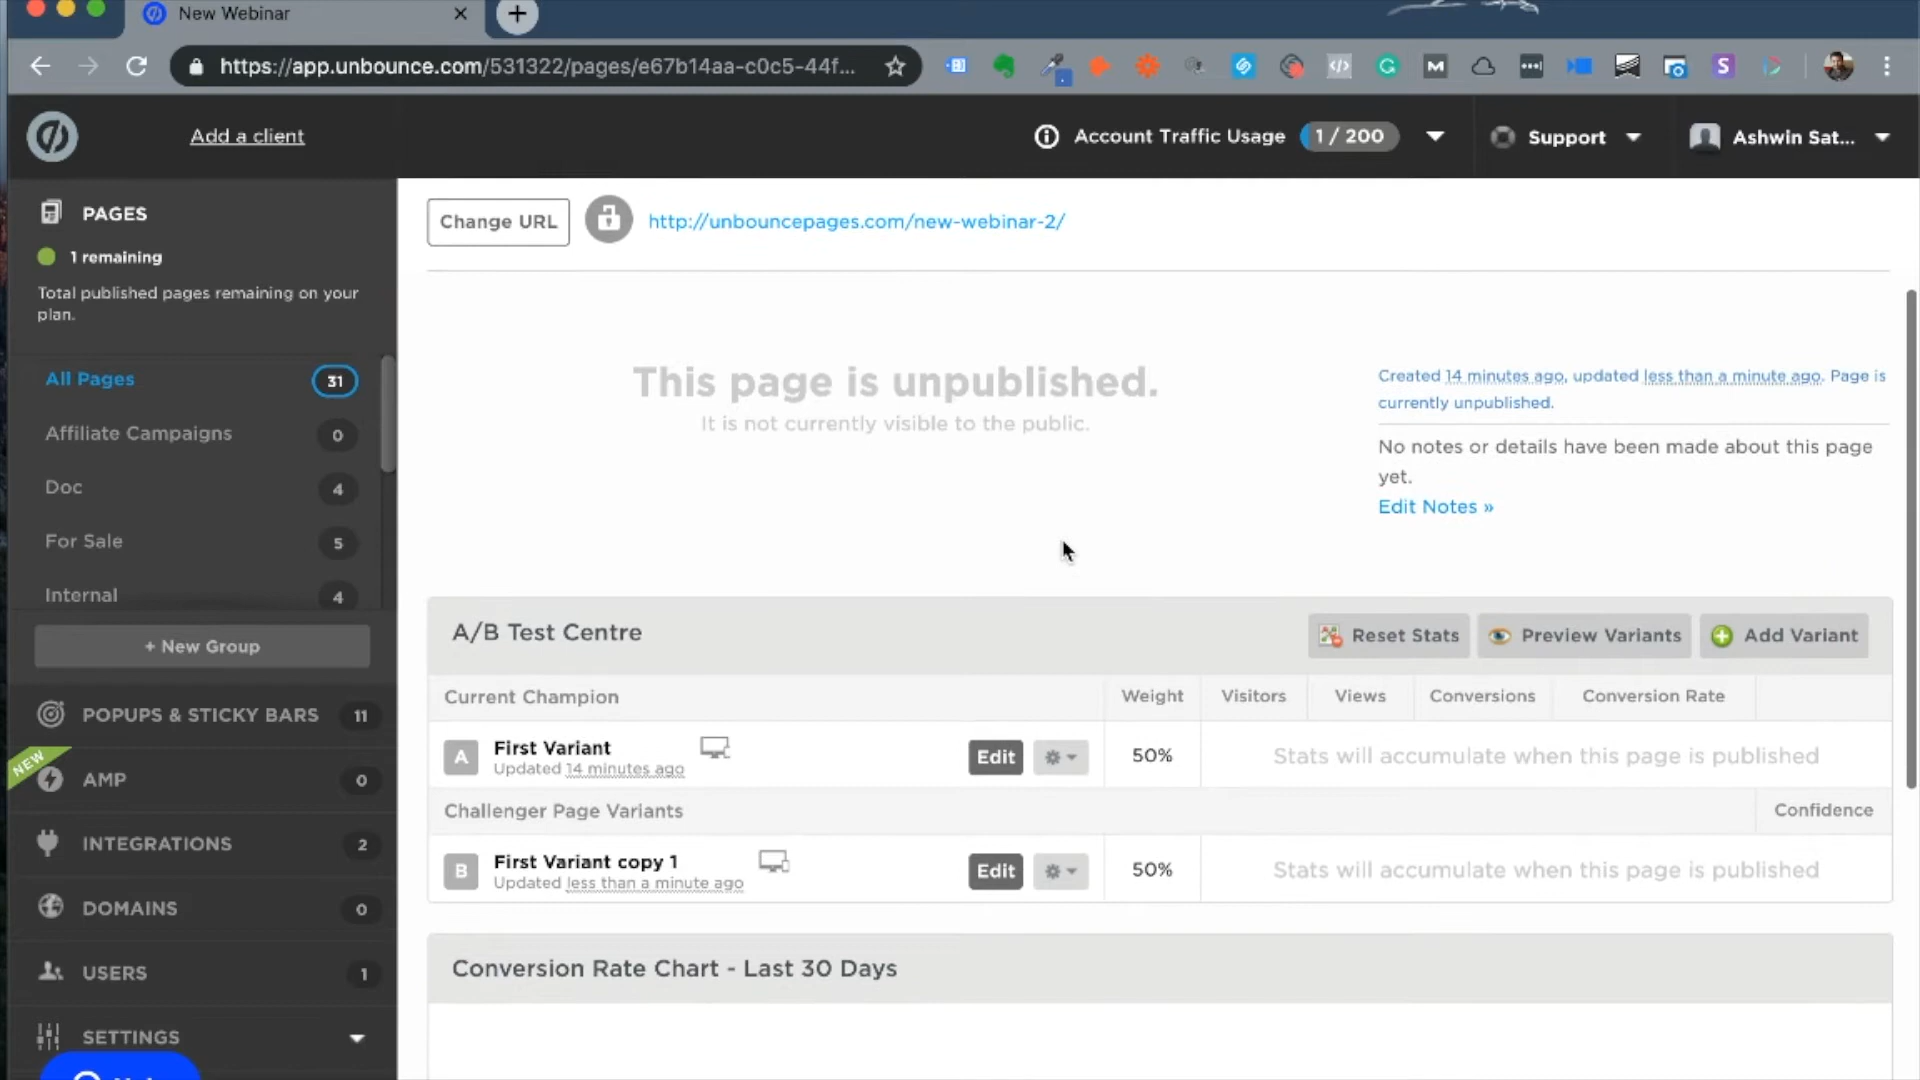 New Webinar
https://app.unbounce.com/531322/pages/e67b14aa-c0c5-44f...
Add a client
Account Traffic Usage 1 / 200
Support
Ashwin Sat...
PAGES
1 remaining
Total published pages remaining on your
plan.
All Pages 31
Affiliate Campaigns 0
Doc 4
For Sale 5
Internal 4
+ New Group
POPUPS & STICKY BARS 11
NEW
AMP 0
INTEGRATIONS 2
DOMAINS 0
USERS 1
SETTINGS
Change URL
http://unbouncepages.com/new-webinar-2/
This page is unpublished.
It is not currently visible to the public.
Created 14 minutes ago, updated less than a minute ago. Page is
currently unpublished.
No notes or details have been made about this page
yet.
Edit Notes »
A/B Test Centre
Reset Stats
Preview Variants
Add Variant
Current Champion Weight Visitors Views Conversions Conversion Rate
A First Variant
Updated 14 minutes ago
Edit 50% Stats will accumulate when this page is published
Challenger Page Variants Confidence
B First Variant copy 1
Updated less than a minute ago
Edit 50% Stats will accumulate when this page is published
Conversion Rate Chart - Last 30 Days